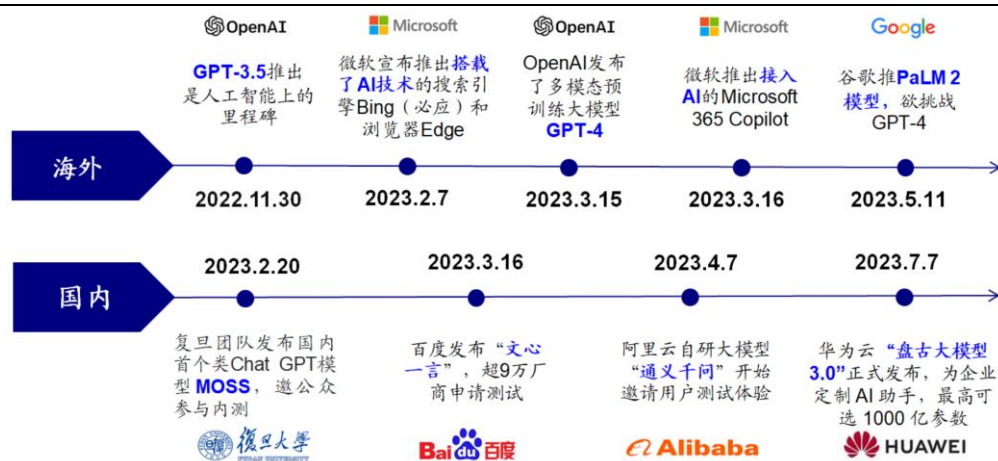 OpenAI
Microsoft
OpenAI
Microsoft
Google
GPT-3.5推出
是人工智能上的
里程碑
微软宣布推出搭载
了AI技术的搜索引
擎Bing（必应）和
浏览器Edge
OpenAI发布
了多模态预
训练大模型
GPT-4
微软推出接入
AI的Microsoft
365 Copilot
谷歌推PaLM 2
模型，欲挑战
GPT-4
海外
2022.11.30
2023.2.7
2023.3.15
2023.3.16
2023.5.11
国内
2023.2.20
2023.3.16
2023.4.7
2023.7.7
复旦团队发布国内
首个类Chat GPT模
型 MOSS，邀公众
参与内测
百度发布“文心
一言”，超9万厂
商申请测试
阿里云自研大模型
“通义千问”开始
邀请用户测试体验
华为云“盘古大模型
3.0”正式发布，为企业
定制AI助手，最高可
选 1000 亿参数
復旦大学
Bai du 百度
Alibaba
HUAWEI